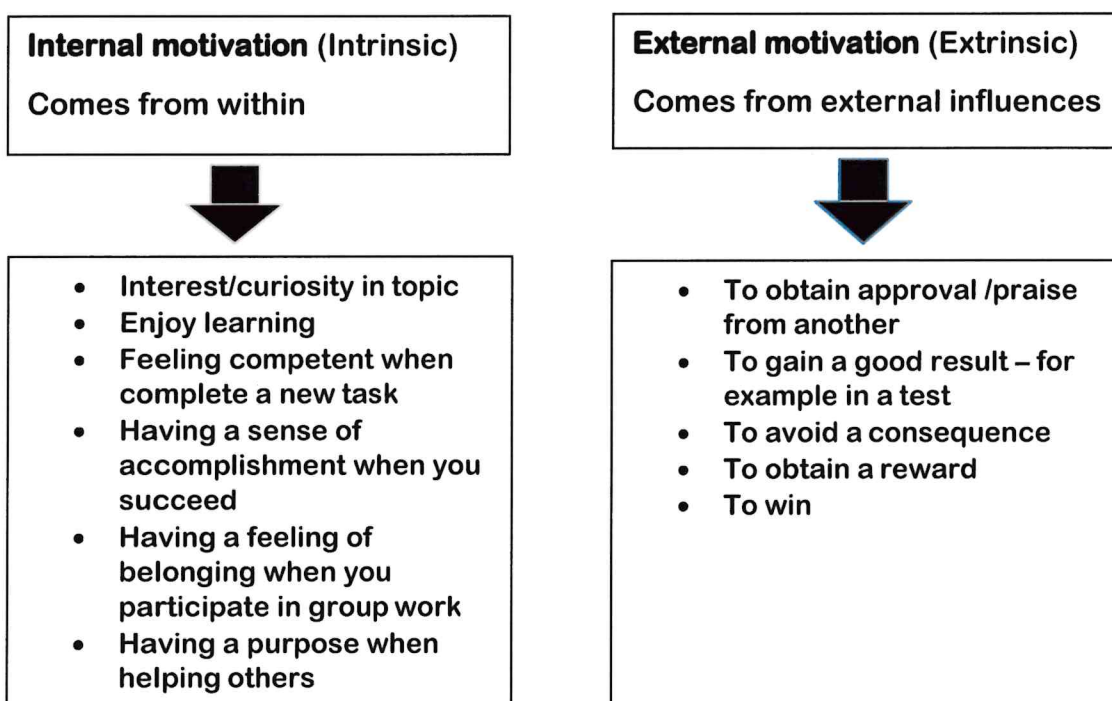 Internal motivation (Intrinsic)
Comes from within
• Interest/curiosity in topic
• Enjoy learning
• Feeling competent when
complete a new task
• Having a sense of
accomplishment when you
succeed
• Having a feeling of
belonging when you
participate in group work
• Having a purpose when
helping others
External motivation (Extrinsic)
Comes from external influences
• To obtain approval /praise
from another
• To gain a good result – for
example in a test
• To avoid a consequence
• To obtain a reward
• To win